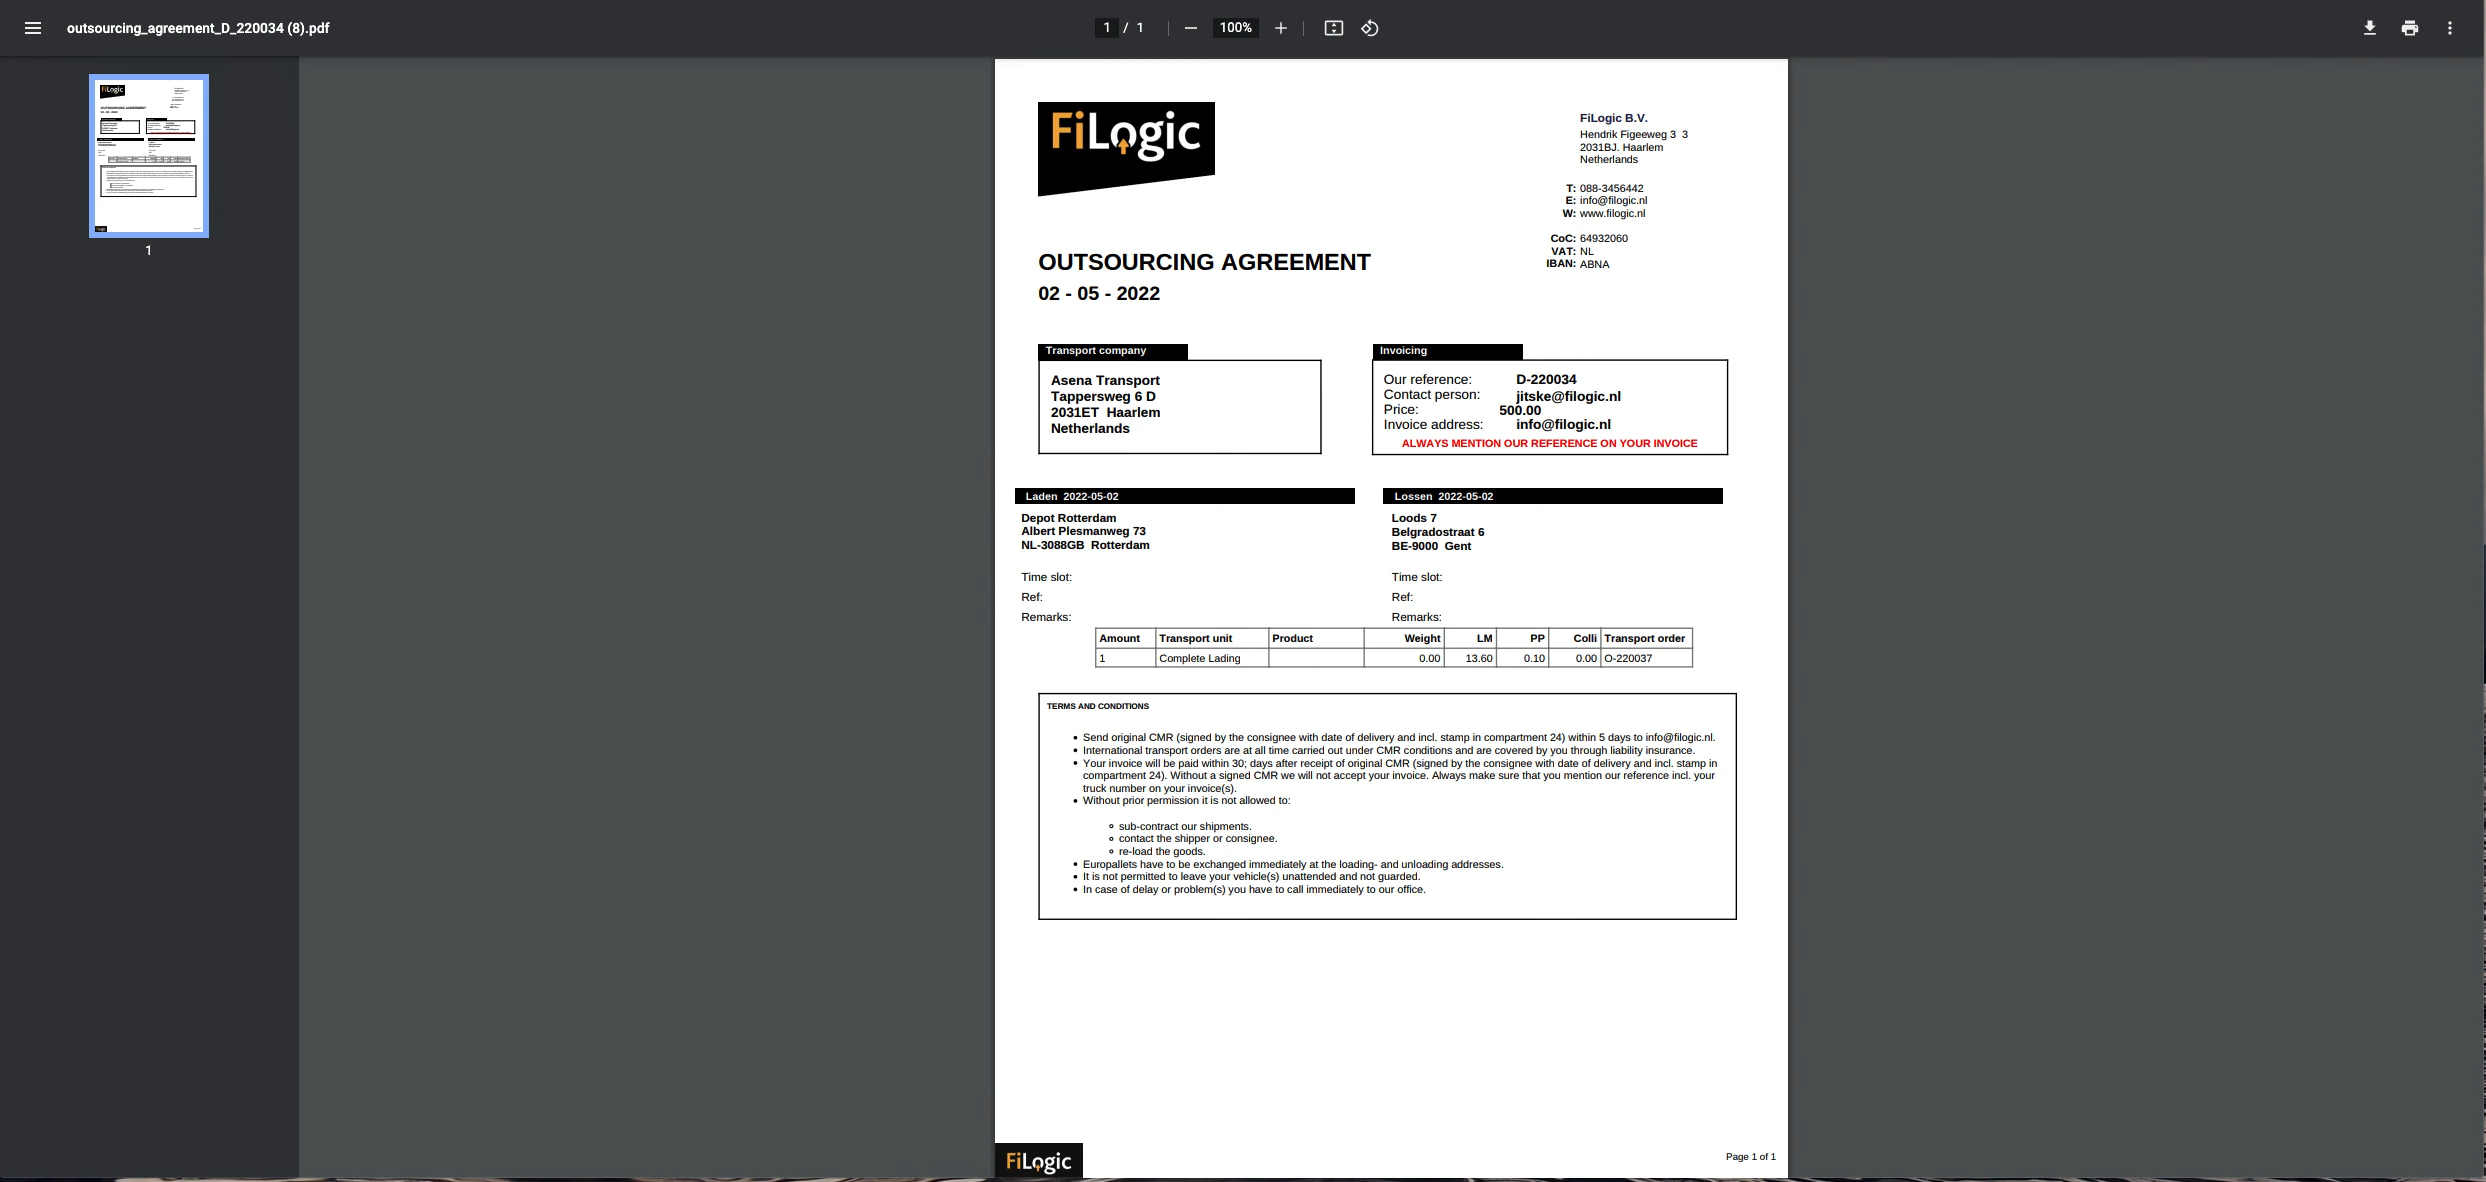 outsourcing_agreement_D_220034 (8).pdf
1 / 1
100%
1
FiLogic
FiLogic B.V.
Hendrik Figeeweg 3 3
2031BJ. Haarlem
Netherlands
T: 088-3456442
E: info@filogic.nl
W: www.filogic.nl
CoC: 64932060
VAT: NL
IBAN: ABNA
OUTSOURCING AGREEMENT
02 - 05 - 2022
Transport company
Asena Transport
Tappersweg 6 D
2031ET Haarlem
Netherlands
Invoicing
Our reference: D-220034
Contact person: jitske@filogic.nl
Price: 500.00
Invoice address: info@filogic.nl
ALWAYS MENTION OUR REFERENCE ON YOUR INVOICE
Laden 2022-05-02
Depot Rotterdam
Albert Plesmanweg 73
NL-3088GB Rotterdam
Time slot:
Ref:
Remarks:
Lossen 2022-05-02
Loods 7
Belgradostraat 6
BE-9000 Gent
Time slot:
Ref:
Remarks:
Amount Transport unit Product Weight LM PP Colli Transport order
1 Complete Lading 0.00 13.60 0.10 0.00 O-220037
TERMS AND CONDITIONS
• Send original CMR (signed by the consignee with date of delivery and incl. stamp in compartment 24) within 5 days to info@filogic.nl.
• International transport orders are at all time carried out under CMR conditions and are covered by you through liability insurance.
• Your invoice will be paid within 30; days after receipt of original CMR (signed by the consignee with date of delivery and incl. stamp in
compartment 24). Without a signed CMR we will not accept your invoice. Always make sure that you mention our reference incl. your
truck number on your invoice(s).
• Without prior permission it is not allowed to:
sub-contract our shipments.
contact the shipper or consignee.
re-load the goods.
• Europallets have to be exchanged immediately at the loading- and unloading addresses.
• It is not permitted to leave your vehicle(s) unattended and not guarded.
• In case of delay or problem(s) you have to call immediately to our office.
FiLogic
Page 1 of 1